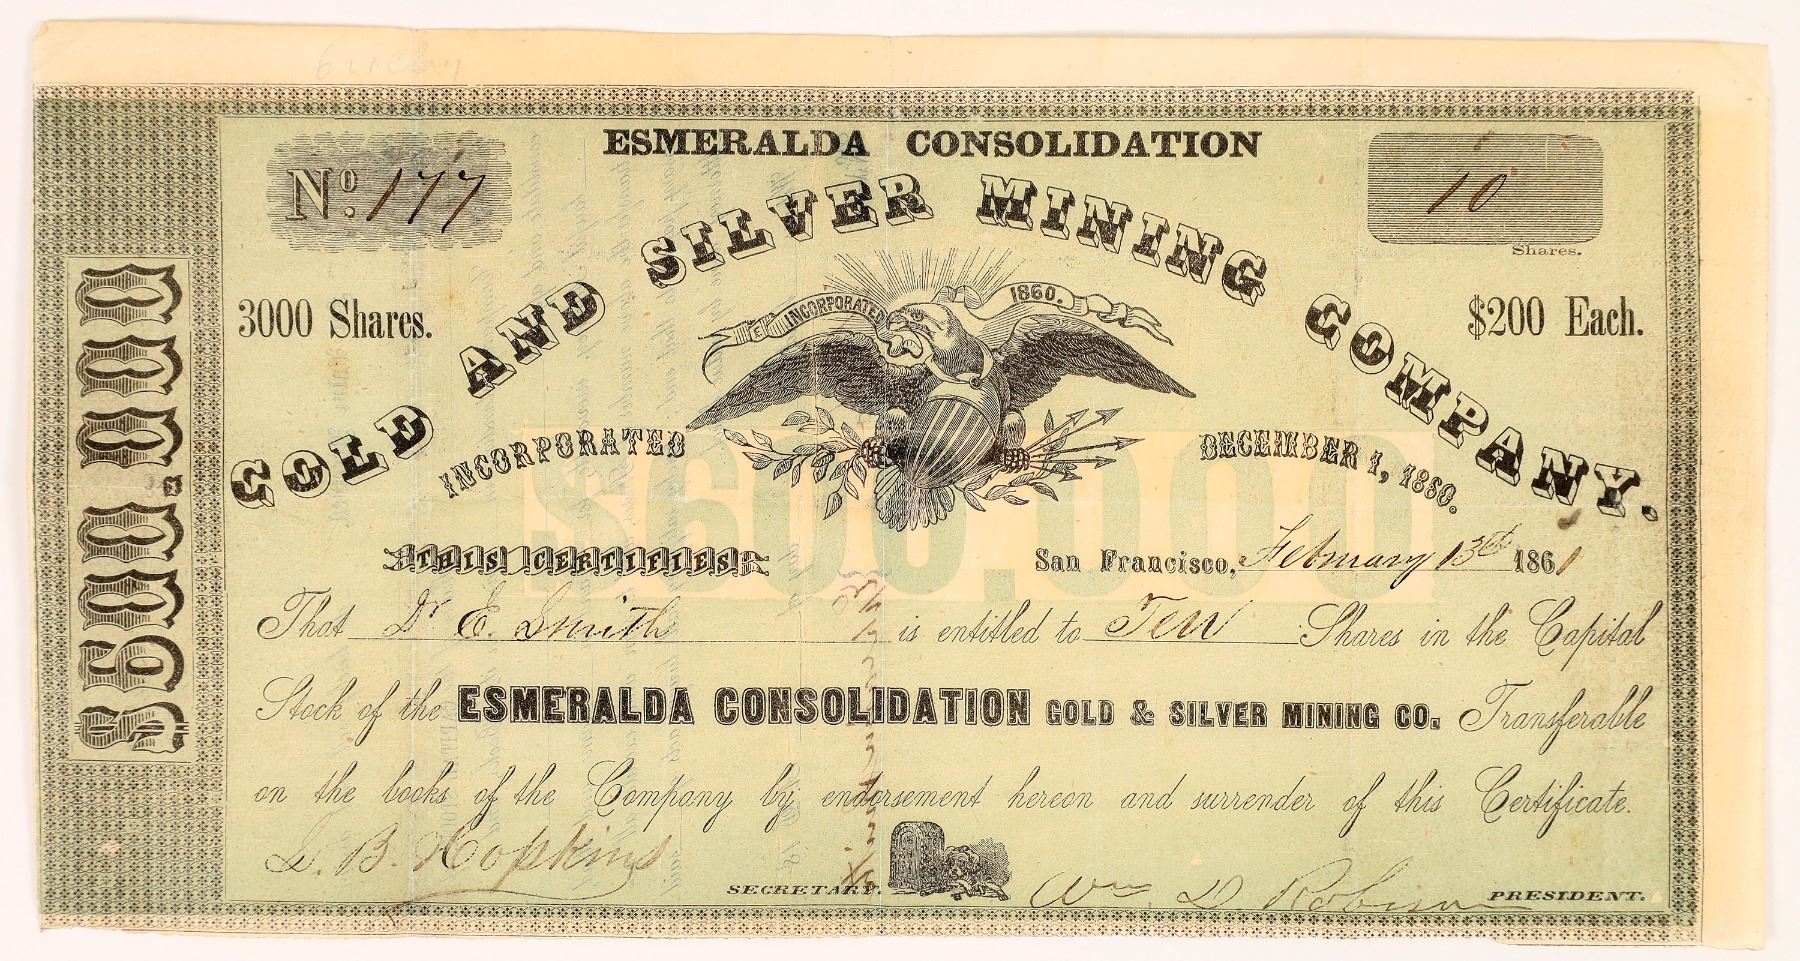 ESMERALDA CONSOLIDATION
No. 177
10
Shares.
GOLD AND SILVER MINING COMPANY.
3000 Shares.
INCORPORATED 1860.
$200 Each.
INCORPORATED DECEMBER 1, 1860.
$600.000
$600.000
THIS CERTIFIES
San Francisco, February 13th 1861
That Dr E. Smith is entitled to Ten Shares in the Capital
Stock of the ESMERALDA CONSOLIDATION GOLD & SILVER MINING CO. Transferable
on the books of the Company by endorsement hereon and surrender of this Certificate.
L. B. Hopkins SECRETARY.
Wm. D Robinson PRESIDENT.